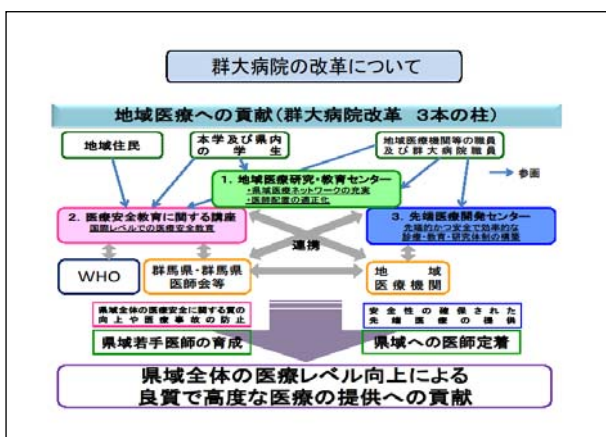 群大病院の改革について
地域医療への貢献(群大病院改革 3本の柱)
地域住民
本学及び県内
の学生
地域医療機関等の職員
及び群大病院職員
参画
1. 地域医療研究・教育センター
・県域医療ネットワークの充実
・医師配置の適正化
2. 医療安全教育に関する講座
国際レベルでの医療安全教育
3. 先端医療開発センター
先端的かつ安全で効率的な
診療・教育・研究体制の構築
連携
WHO
群馬県・群馬県
医師会等
地域
医療機関
県域全体の医療安全に関する質の
向上や医療事故の防止
安全性の確保された
先端医療の提供
県域若手医師の育成
県域への医師定着
県域全体の医療レベル向上による
良質で高度な医療の提供への貢献